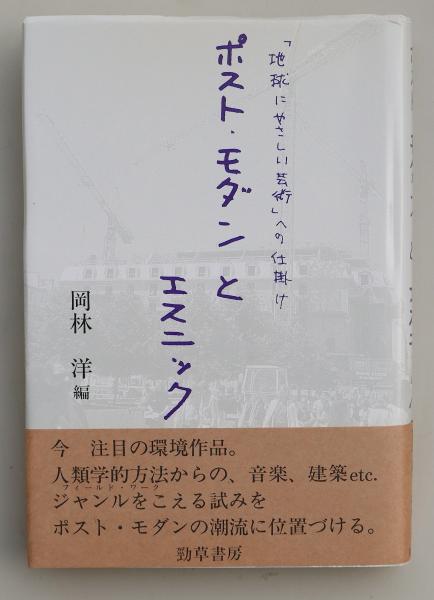 「地球にやさしい芸術」への仕掛け
ポスト・モダンと
エスニック
岡林 洋 編
今 注目の環境作品。
人類学的方法からの、音楽、建築etc.
フィールド・ワーク
ジャンルをこえる試みを
ポスト・モダンの潮流に位置づける。
勁草書房